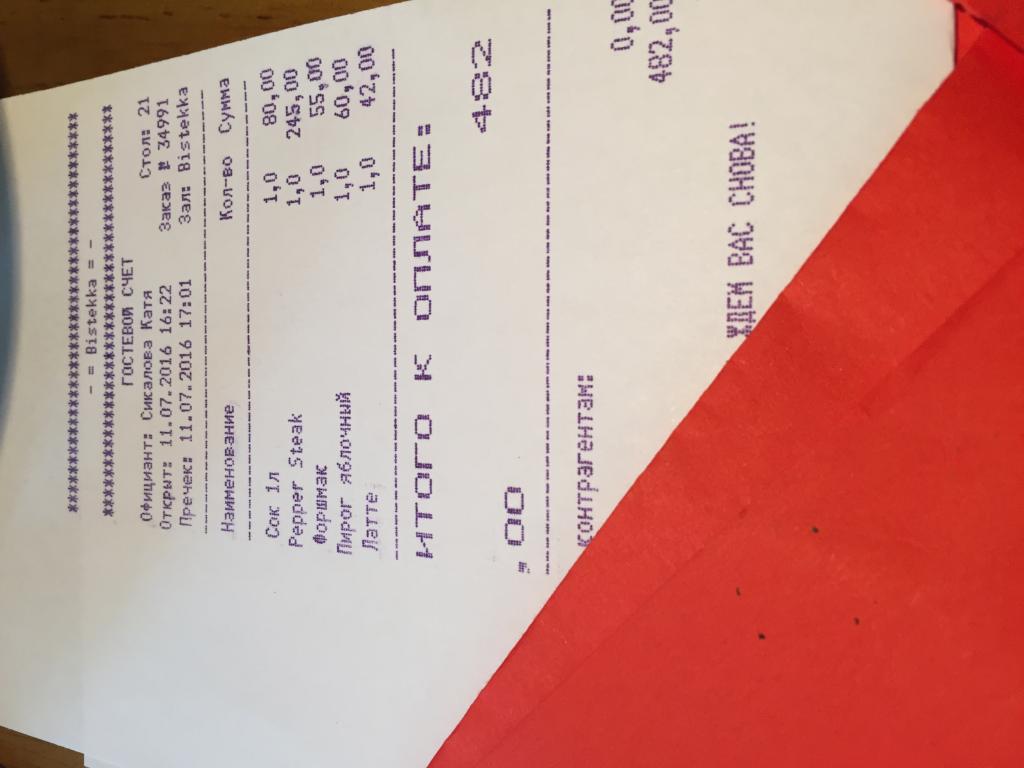 ****************************************
- = Bistekka = -
****************************************
ГОСТЕВОЙ СЧЕТ
Официант: Сикалова Катя Стол: 21
Открыт: 11.07.2016 16:22 Заказ № 34991
Пречек: 11.07.2016 17:01 Зал: Bistekka
Наименование Кол-во Сумма
Сок 1л 1,0 80,00
Pepper Steak 1,0 245,00
Форшмак 1,0 55,00
Пирог яблочный 1,0 60,00
Латте 1,0 42,00
ИТОГО К ОПЛАТЕ: 482
,00
контрагентам: 0,00
482,00
ЖДЕМ ВАС СНОВА!